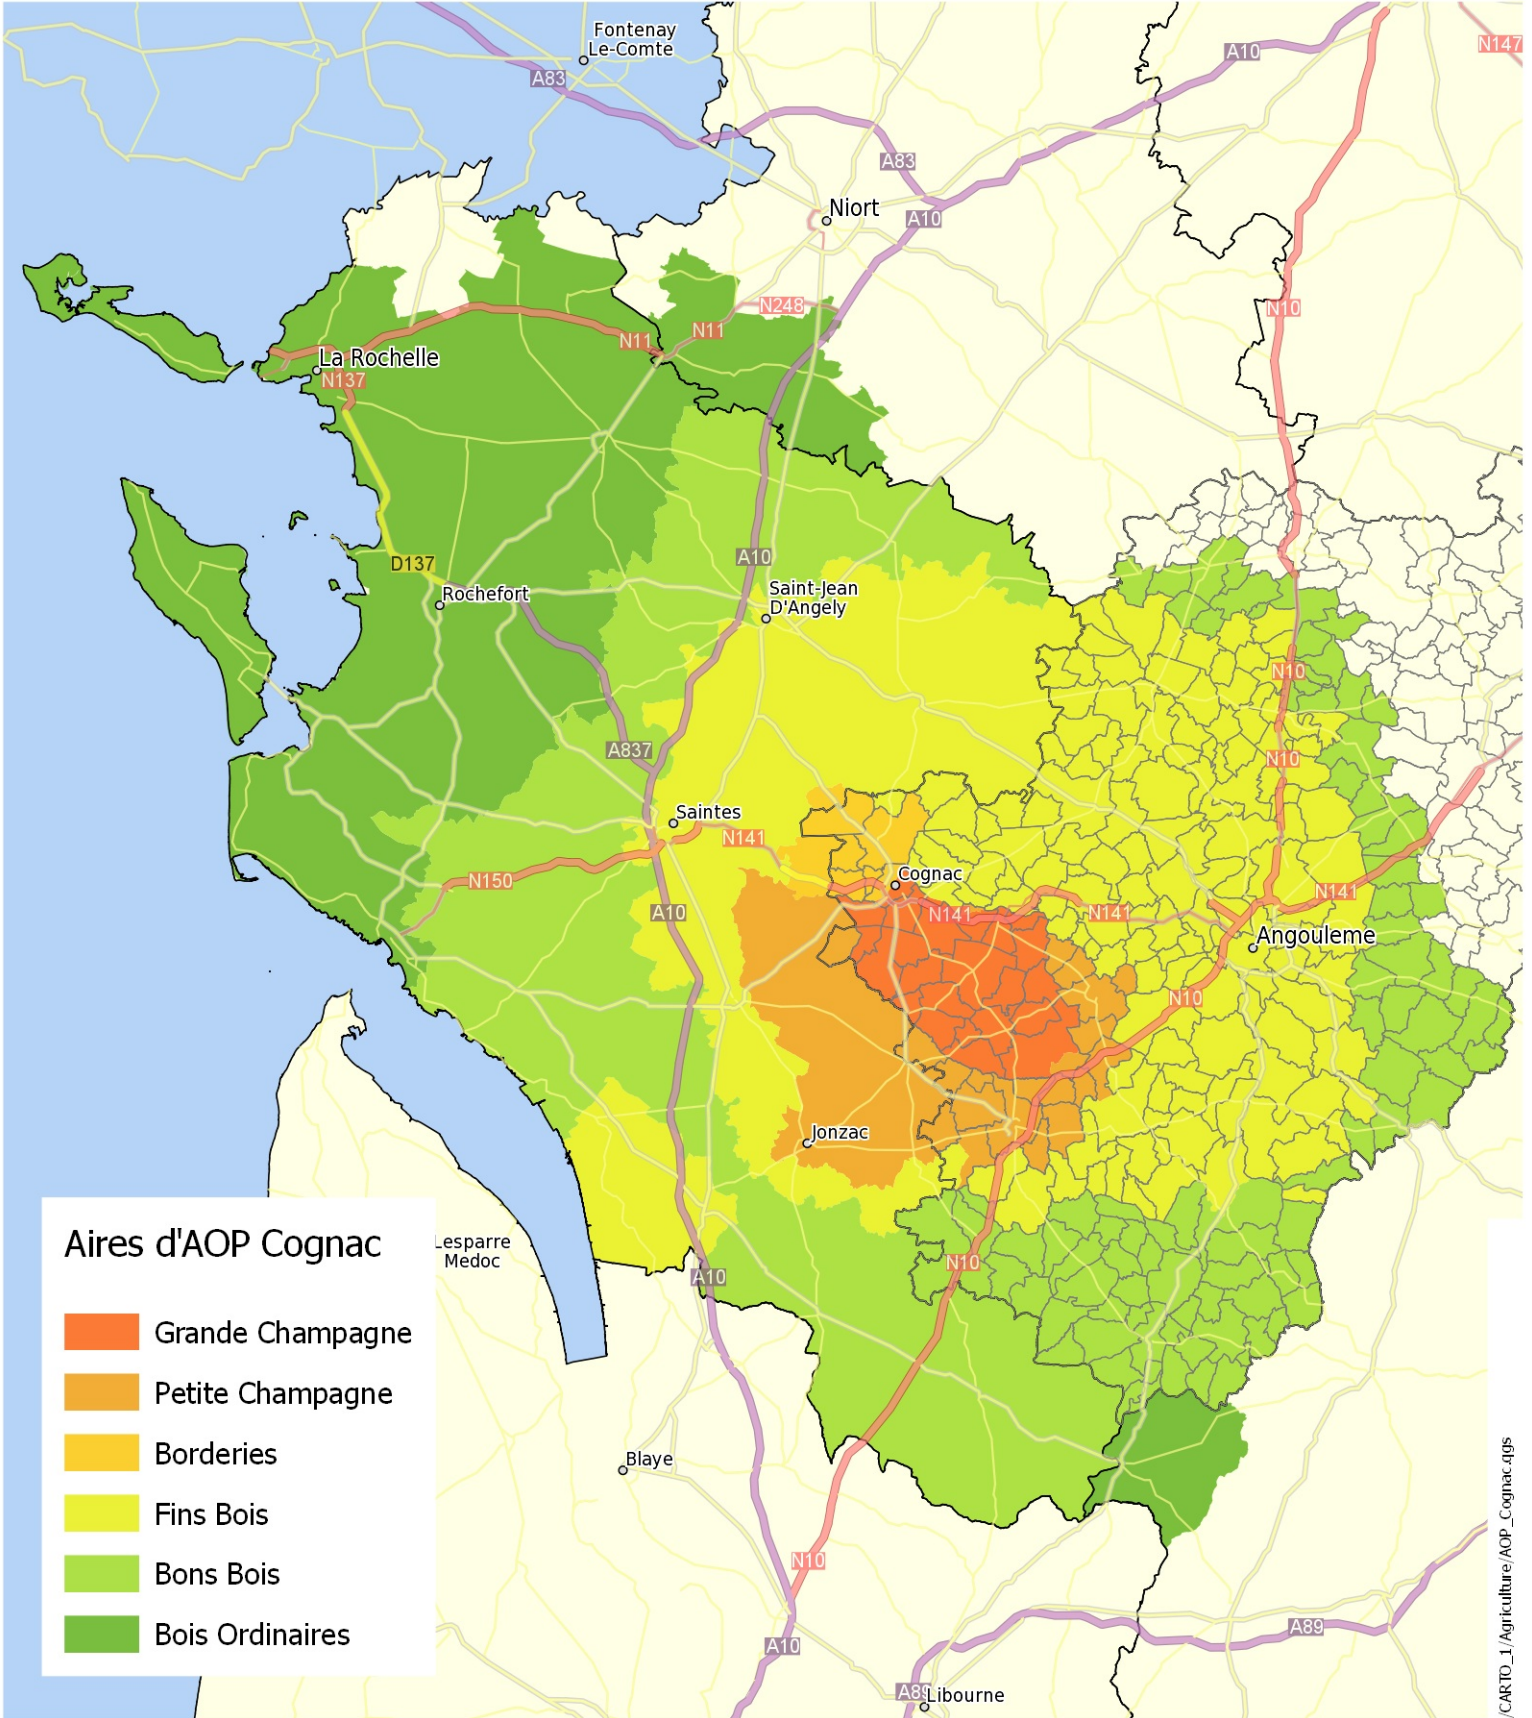 Fontenay
Le-Comte
A83
A10
N147
A83
Niort
A10
N248
N10
N11
N11
La Rochelle
N137
A10
D137
Rochefort
Saint-Jean
D'Angely
N10
A837
N10
Saintes
N141
Cognac
N150
N141
A10
N141
N141
Angouleme
N10
Jonzac
Lesparre
Medoc
N10
A10
Blaye
N10
A10
A89
A89
Libourne
Aires d'AOP Cognac
Grande Champagne
Petite Champagne
Borderies
Fins Bois
Bons Bois
Bois Ordinaires
/CARTO_1/Agriculture/AOP_Cognac.qgs